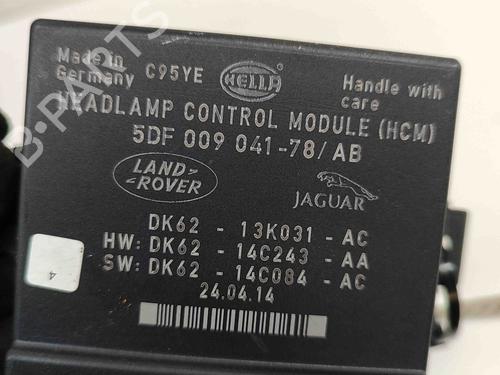 Made in
Germany
C95YE
HELLA
Handle with
care
HEADLAMP CONTROL MODULE (HCM)
5DF 009 041-78/AB
LAND
ROVER
JAGUAR
DK62 - 13K031 - AC
HW: DK62 - 14C243 - AA
SW: DK62 - 14C084 - AC
24.04.14
4
B-PARTS